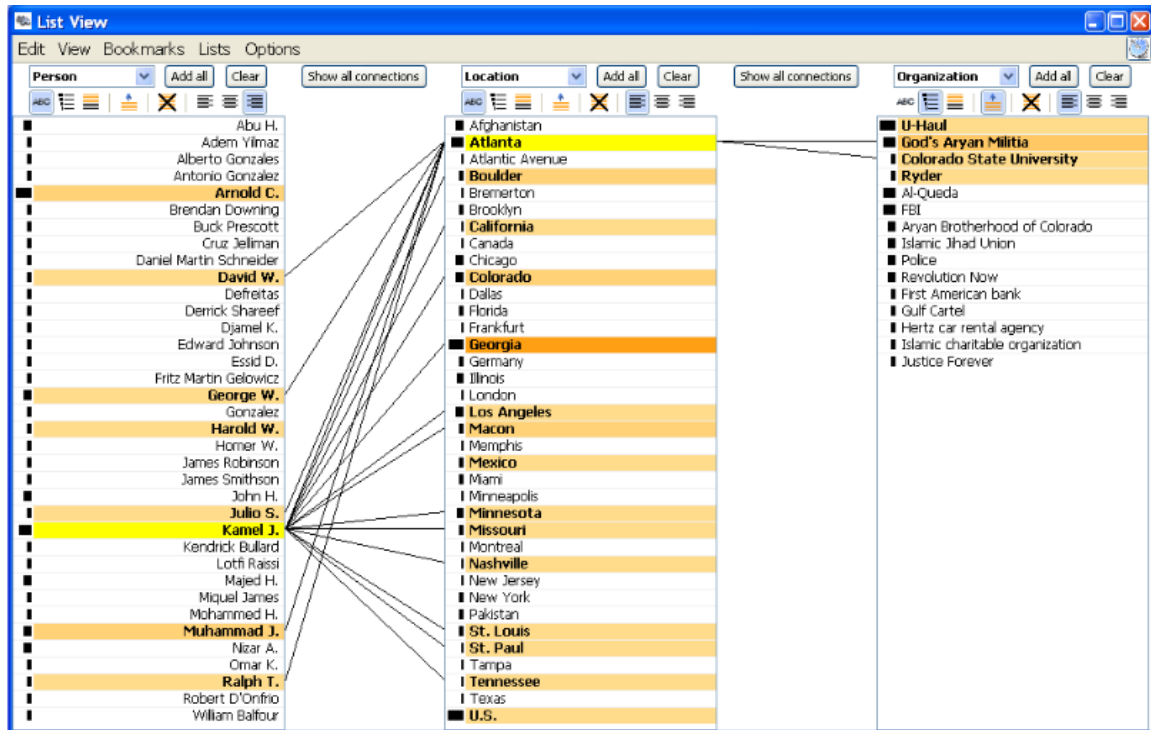 List View
Edit View Bookmarks Lists Options
Person Add all Clear Show all connections Location Add all Clear Show all connections Organization Add all Clear
ABC ABC ABC
Abu H.
Adem Yilmaz
Alberto Gonzales
Antonio Gonzalez
Arnold C.
Brendan Downing
Buck Prescott
Cruz Jeliman
Daniel Martin Schneider
David W.
Defreitas
Derrick Shareef
Djamel K.
Edward Johnson
Essid D.
Fritz Martin Gelowicz
George W.
Gonzalez
Harold W.
Homer W.
James Robinson
James Smithson
John H.
Julio S.
Kamel J.
Kendrick Bullard
Lotfi Raissi
Majed H.
Miquel James
Mohammed H.
Muhammad J.
Nizar A.
Omar K.
Ralph T.
Robert D'Onfrio
William Balfour
Afghanistan
Atlanta
Atlantic Avenue
Boulder
Bremerton
Brooklyn
California
Canada
Chicago
Colorado
Dallas
Florida
Frankfurt
Georgia
Germany
Illinois
London
Los Angeles
Macon
Memphis
Mexico
Miami
Minneapolis
Minnesota
Missouri
Montreal
Nashville
New Jersey
New York
Pakistan
St. Louis
St. Paul
Tampa
Tennessee
Texas
U.S.
U-Haul
God's Aryan Militia
Colorado State University
Ryder
Al-Queda
FBI
Aryan Brotherhood of Colorado
Islamic Jihad Union
Police
Revolution Now
First American bank
Gulf Cartel
Hertz car rental agency
Islamic charitable organization
Justice Forever